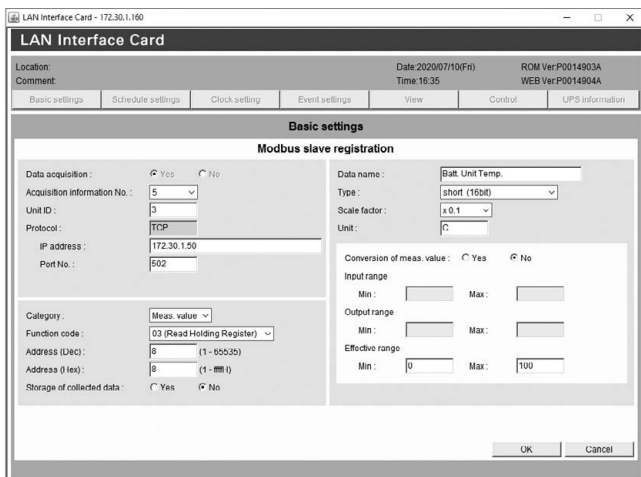 LAN Interface Card - 172.30.1.160
LAN Interface Card
Location:
Comment:
Date:2020/07/10(Fri)
Time:16:35
ROM Ver:P0014903A
WEB Ver:P0014904A
Basic settings Schedule settings Clock setting Event settings View Control UPS information
Basic settings
Modbus slave registration
Data acquisition : Yes No
Acquisition information No. : 5
Unit ID : 3
Protocol : TCP
IP address : 172.30.1.50
Port No. : 502
Category : Meas. value
Function code : 03 (Read Holding Register)
Address (Dec) : 8 (1 - 65535)
Address (Hex) : 8 (1 - ffffH)
Storage of collected data : Yes No
Data name : Batt. Unit Temp.
Type : short (16bit)
Scale factor : x 0.1
Unit : C
Conversion of meas. value : Yes No
Input range
Min : Max :
Output range
Min : Max :
Effective range
Min : 0 Max : 100
OK Cancel